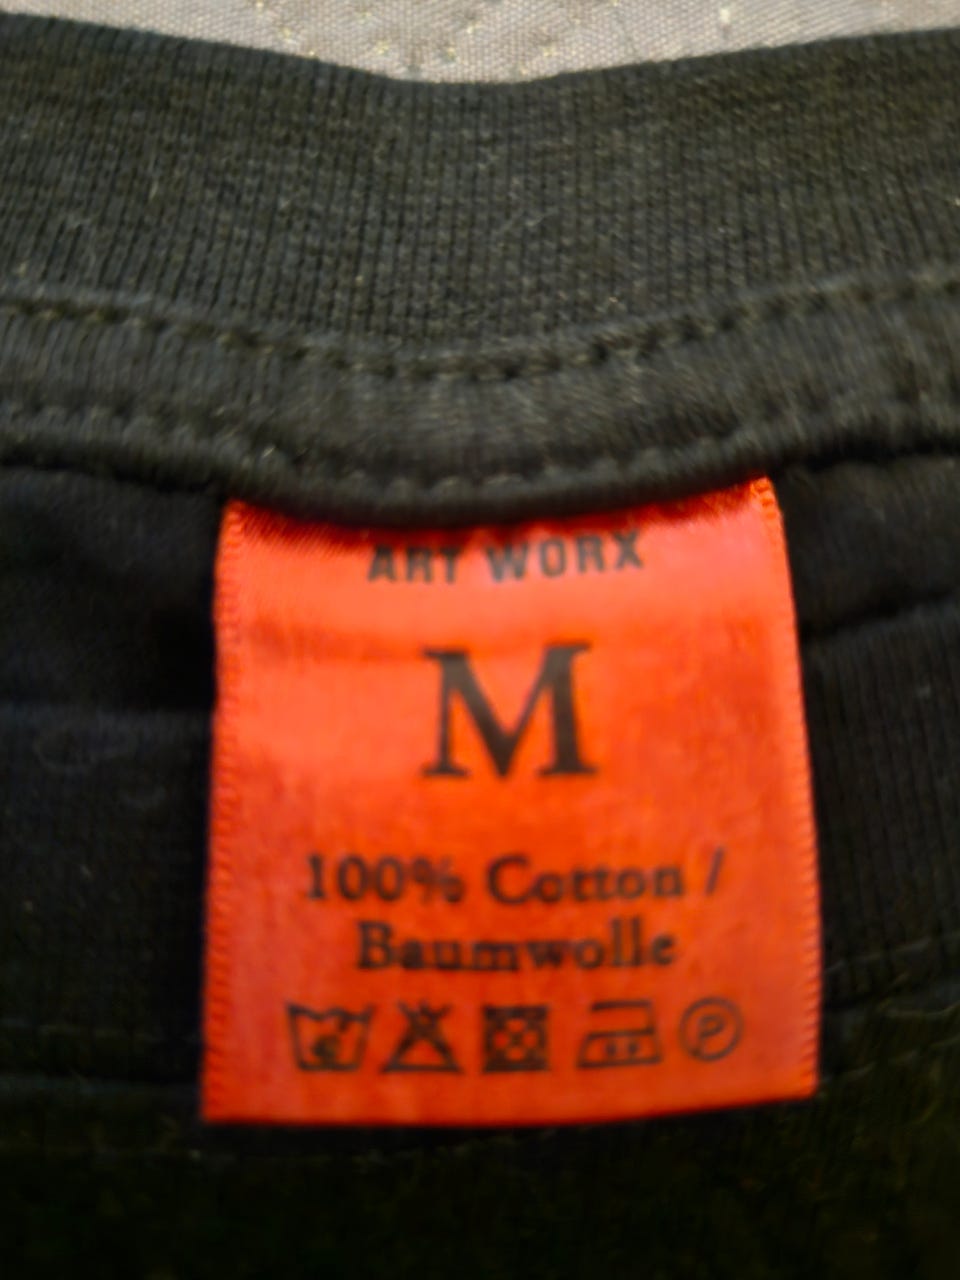 ART WORX
M
100% Cotton /
Baumwolle
P